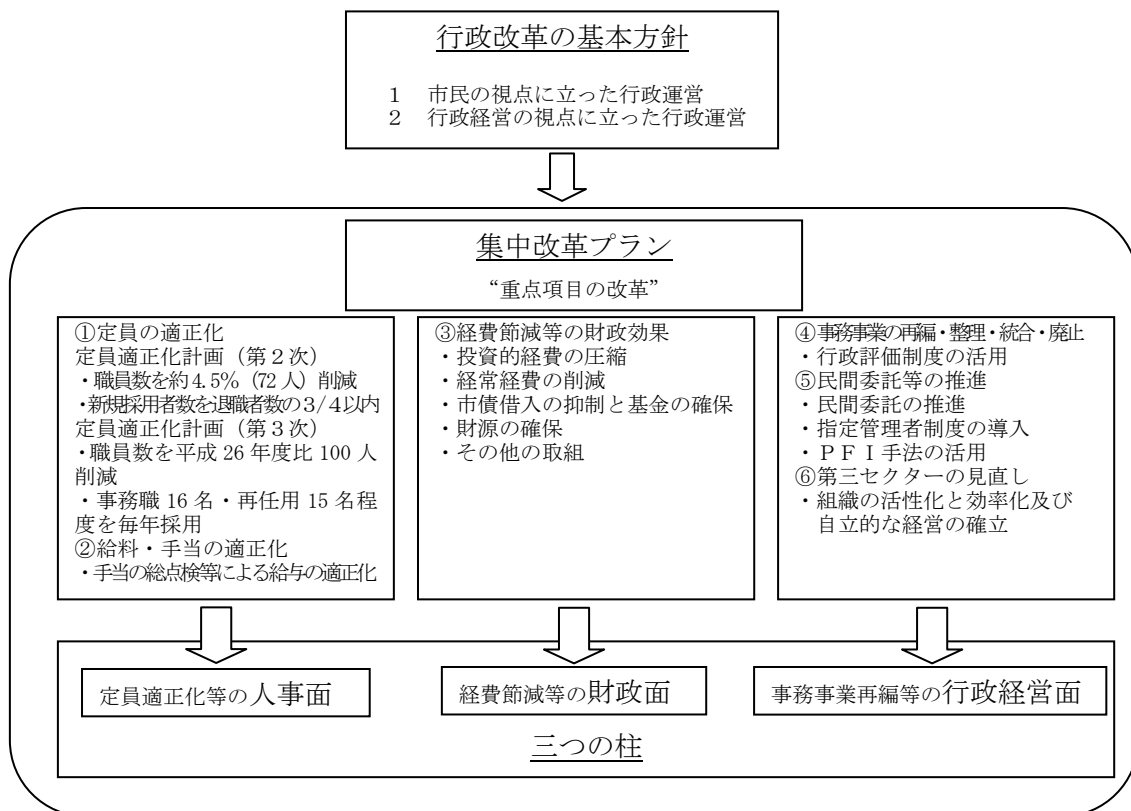 行政改革の基本方針
１　市民の視点に立った行政運営
２　行政経営の視点に立った行政運営
集中改革プラン
“重点項目の改革”
①定員の適正化
定員適正化計画（第２次）
・職員数を約4.5%（72人）削減
・新規採用者数を退職者数の3/4以内
定員適正化計画（第３次）
・職員数を平成26年度比100人
削減
・事務職16名・再任用15名程
度を毎年採用
②給料・手当の適正化
・手当の総点検等による給与の適正化
③経費節減等の財政効果
・投資的経費の圧縮
・経常経費の削減
・市債借入の抑制と基金の確保
・財源の確保
・その他の取組
④事務事業の再編・整理・統合・廃止
・行政評価制度の活用
⑤民間委託等の推進
・民間委託の推進
・指定管理者制度の導入
・ＰＦＩ手法の活用
⑥第三セクターの見直し
・組織の活性化と効率化及び
自立的な経営の確立
定員適正化等の人事面
経費節減等の財政面
事務事業再編等の行政経営面
三つの柱